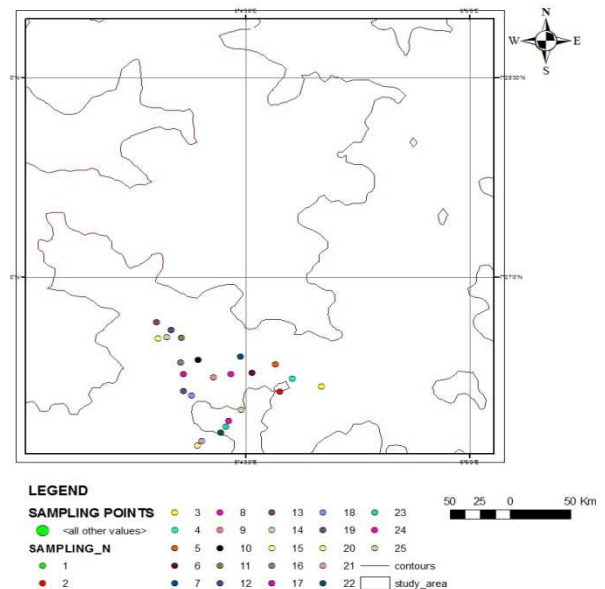 N
W
E
S
LEGEND
SAMPLING POINTS
<all other values>
SAMPLING_N
1
2
3
4
5
6
7
8
9
10
11
12
13
14
15
16
17
18
19
20
21
22
23
24
25
contours
study_area
50 25 0 50 Km